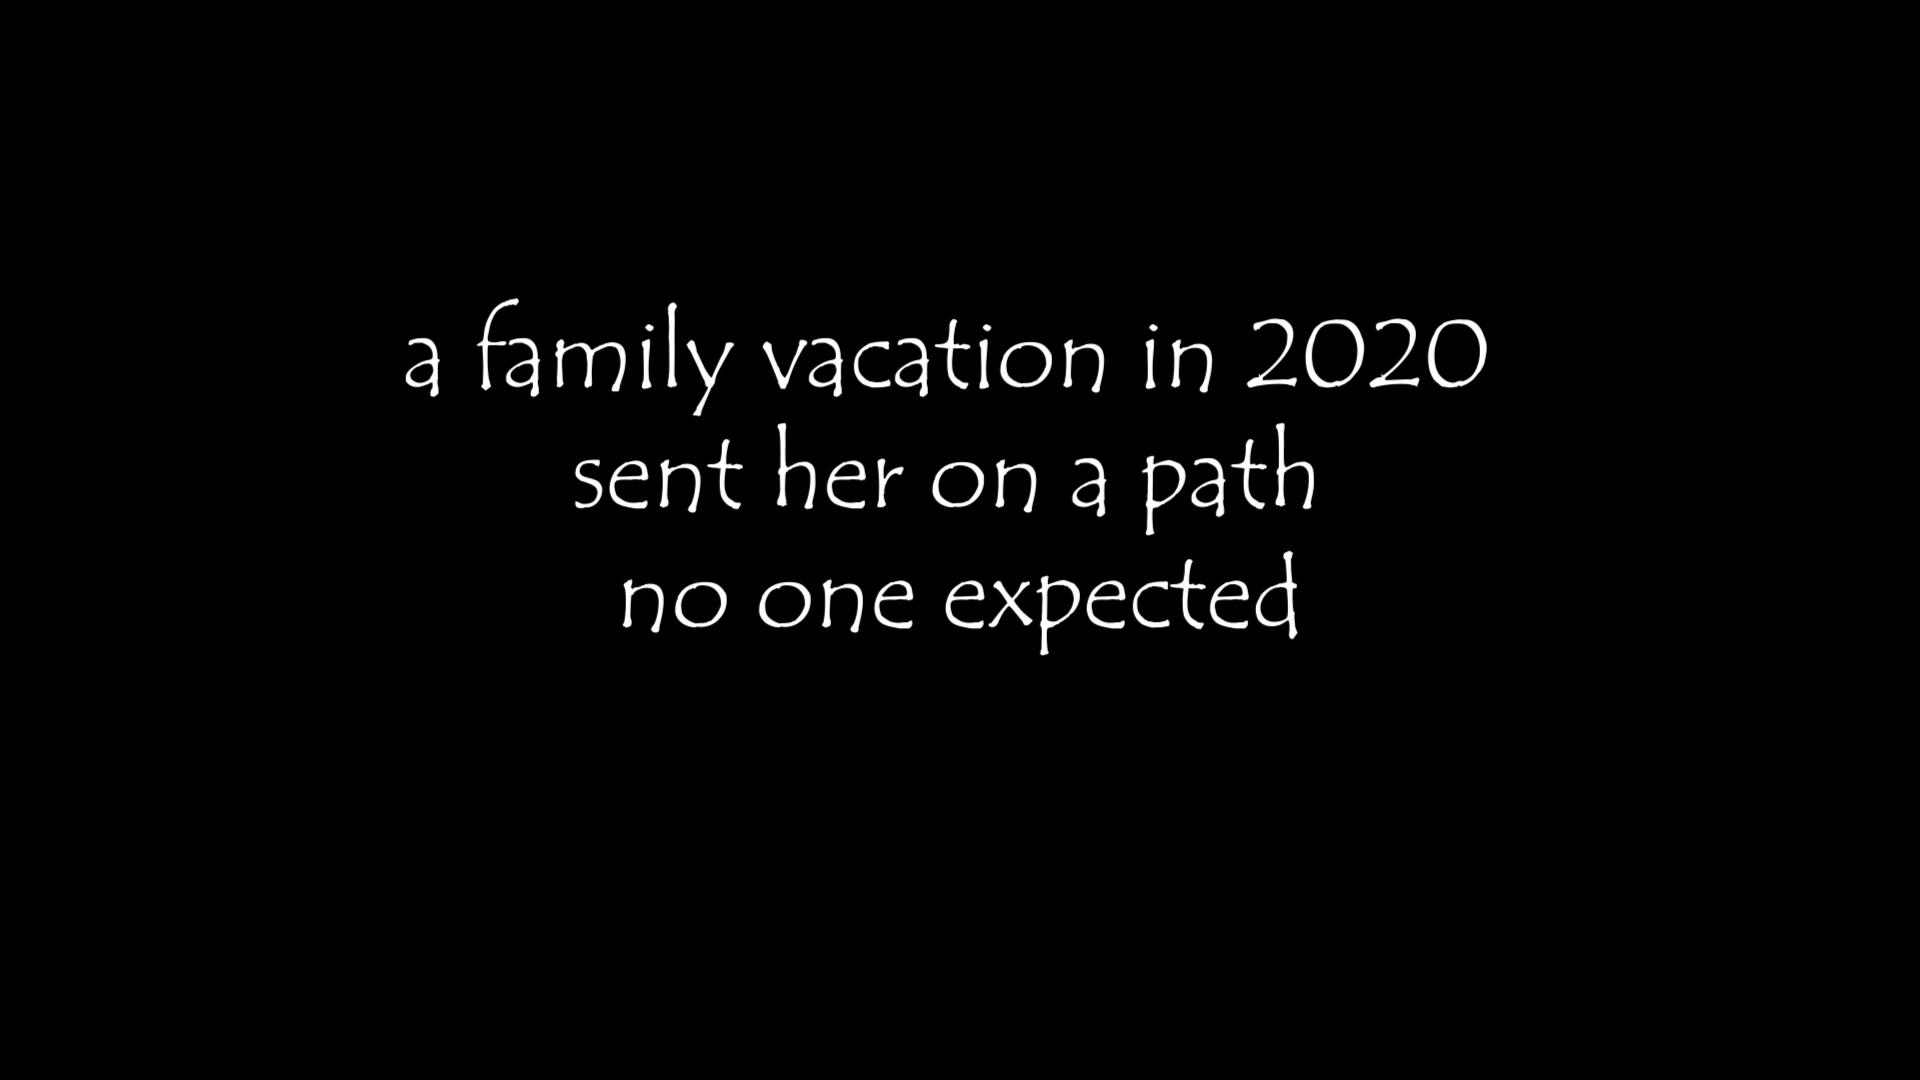 a family vacation in 2020
sent her on a path
no one expected